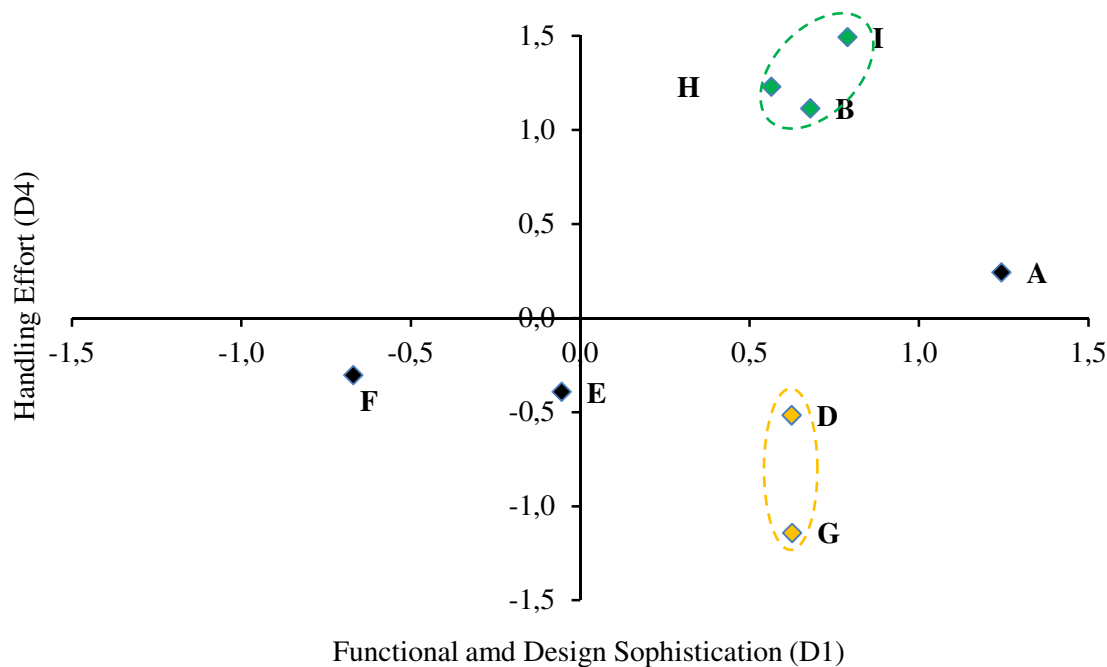 1,5
I
H
B
1,0
0,5
A
0,0
-1,5 -1,0 -0,5 0,0 0,5 1,0 1,5
F
E
D
-0,5
-1,0
G
-1,5
Handling Effort (D4)
Functional amd Design Sophistication (D1)